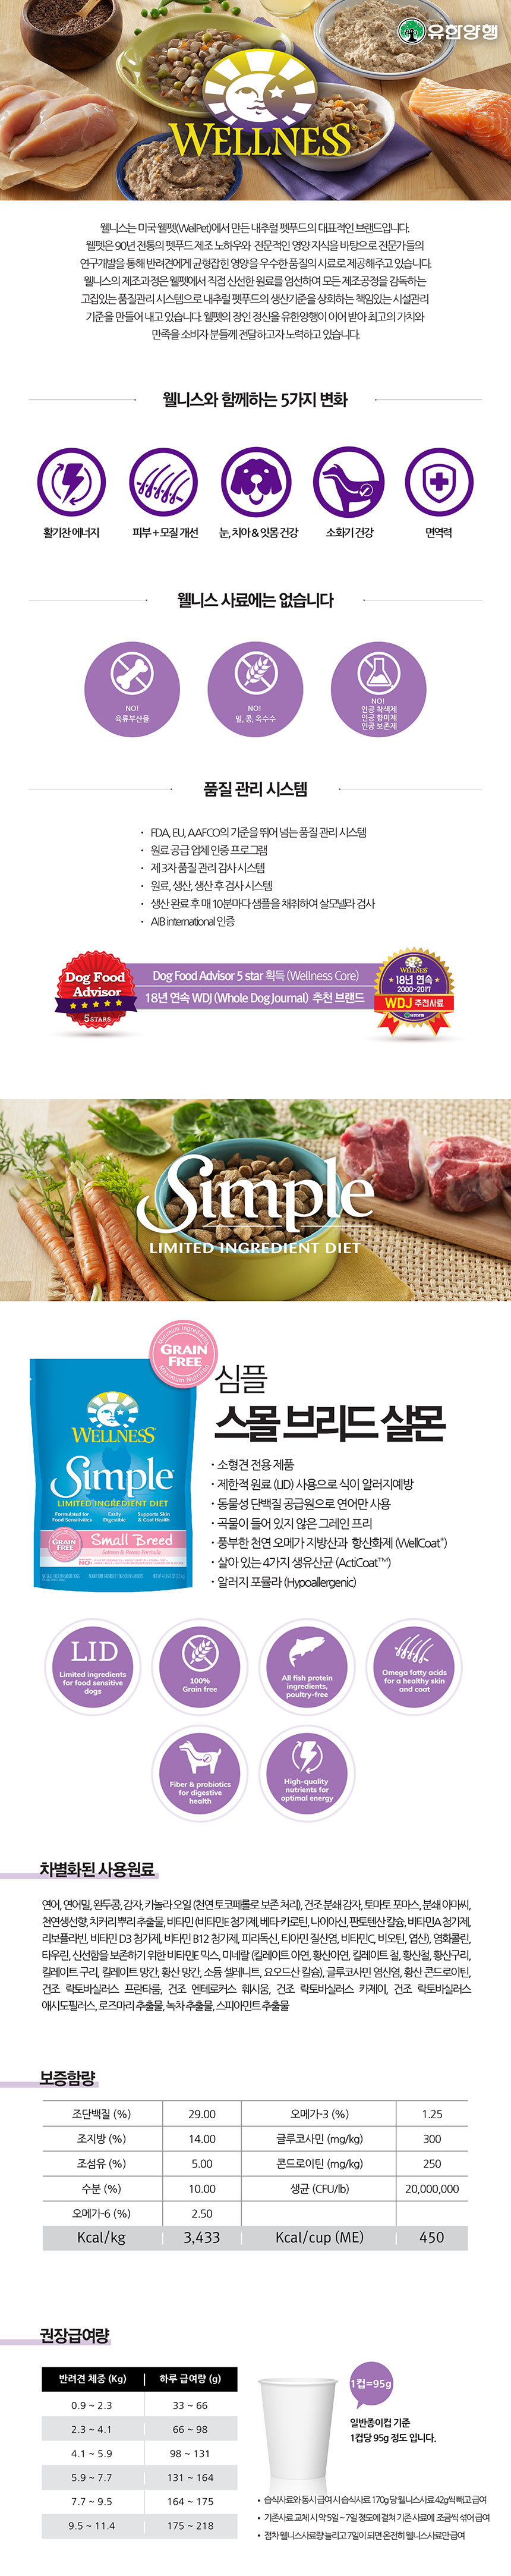 유한양행
WELLNESS
웰니스는 미국 웰펫(WellPet)에서 만든 내추럴 펫푸드의 대표적인 브랜드입니다.
웰펫은 90년 전통의 펫푸드 제조 노하우와 전문적인 영양 지식을 바탕으로 전문가들의
연구개발을 통해 반려견에게 균형잡힌 영양을 우수한 품질의 사료로 제공해주고 있습니다.
웰니스의 제조과정은 웰펫에서 직접 신선한 원료를 엄선하여 모든 제조공정을 감독하는
고집있는 품질관리 시스템으로 내추럴 펫푸드의 생산기준을 상회하는 책임있는 시설관리
기준을 만들어 내고 있습니다. 웰펫의 장인 정신을 유한양행이 이어 받아 최고의 가치와
만족을 소비자 분들께 전달하고자 노력하고 있습니다.
웰니스와 함께하는 5가지 변화
활기찬 에너지
피부 + 모질 개선
눈, 치아 & 잇몸 건강
소화기 건강
면역력
웰니스 사료에는 없습니다
NO!
육류부산물
NO!
밀, 콩, 옥수수
NO!
인공 착색제
인공 향미제
인공 보존제
품질 관리 시스템
· FDA, EU, AAFCO의 기준을 뛰어 넘는 품질 관리 시스템
· 원료 공급 업체 인증 프로그램
· 제 3자 품질 관리 감사 시스템
· 원료, 생산, 생산 후 검사 시스템
· 생산 완료 후 매 10분마다 샘플을 채취하여 살모넬라 검사
· AIB international 인증
Dog Food
Advisor
5 STARS
Dog Food Advisor 5 star 획득 (Wellness Core)
18년 연속 WDJ (Whole Dog Journal) 추천 브랜드
WELLNESS
18년 연속
2000~2017
WDJ 추천사료
유한양행
Simple
LIMITED INGREDIENT DIET
Minimum Ingredients
GRAIN
FREE
Maximum Nutrition
심플
스몰 브리드 살몬
· 소형견 전용 제품
· 제한적 원료 (LID) 사용으로 식이 알러지예방
· 동물성 단백질 공급원으로 연어만 사용
· 곡물이 들어 있지 않은 그레인 프리
· 풍부한 천연 오메가 지방산과 항산화제 (WellCoat®)
· 살아 있는 4가지 생유산균 (ActiCoat™)
· 알러지 포뮬라 (Hypoallergenic)
WELLNESS
Simple
LIMITED INGREDIENT DIET
Formulated for Food Sensitivities
Easily Digestible
Supports Skin & Coat Health
GRAIN FREE
Small Breed
Salmon & Potato Formula
NO!
LID
Limited ingredients
for food sensitive
dogs
100%
Grain free
All fish protein
ingredients,
poultry-free
Omega fatty acids
for a healthy skin
and coat
Fiber & probiotics
for digestive
health
High-quality
nutrients for
optimal energy
차별화된 사용원료
연어, 연어밀, 완두콩, 감자, 카놀라 오일 (천연 토코페롤로 보존 처리), 건조 분쇄 감자, 토마토 포마스, 분쇄 아마씨,
천연생선향, 치커리 뿌리 추출물, 비타민 (비타민E 첨가제, 베타-카로틴, 나이아신, 판토텐산 칼슘, 비타민A 첨가제,
리보플라빈, 비타민 D3 첨가제, 비타민 B12 첨가제, 피리독신, 티아민 질산염, 비타민C, 비오틴, 엽산), 염화콜린,
타우린, 신선함을 보존하기 위한 비타민E 믹스, 미네랄 (킬레이트 아연, 황산아연, 킬레이트 철, 황산철, 황산구리,
킬레이트 구리, 킬레이트 망간, 황산 망간, 소듐 셀레니트, 요오드산 칼슘), 글루코사민 염산염, 황산 콘드로이틴,
건조 락토바실러스 프란타룸, 건조 엔테로커스 훼시움, 건조 락토바실러스 카제이, 건조 락토바실러스
애시도필러스, 로즈마리 추출물, 녹차 추출물, 스피아민트 추출물
보증함량
조단백질 (%) 29.00 오메가-3 (%) 1.25
조지방 (%) 14.00 글루코사민 (mg/kg) 300
조섬유 (%) 5.00 콘드로이틴 (mg/kg) 250
수분 (%) 10.00 생균 (CFU/lb) 20,000,000
오메가-6 (%) 2.50
Kcal/kg 3,433 Kcal/cup (ME) 450
권장급여량
반려견 체중 (Kg) 하루 급여량 (g)
0.9 ~ 2.3 33 ~ 66
2.3 ~ 4.1 66 ~ 98
4.1 ~ 5.9 98 ~ 131
5.9 ~ 7.7 131 ~ 164
7.7 ~ 9.5 164 ~ 175
9.5 ~ 11.4 175 ~ 218
1컵=95g
일반종이컵 기준
1컵당 95g 정도 입니다.
• 습식사료와 동시 급여 시 습식사료 170g 당 웰니스사료 42g씩 빼고 급여
• 기존사료 교체 시 약 5일 ~ 7일 정도에 걸쳐 기존 사료에 조금씩 섞어 급여
• 점차 웰니스사료량 늘리고 7일이 되면 온전히 웰니스사료만 급여